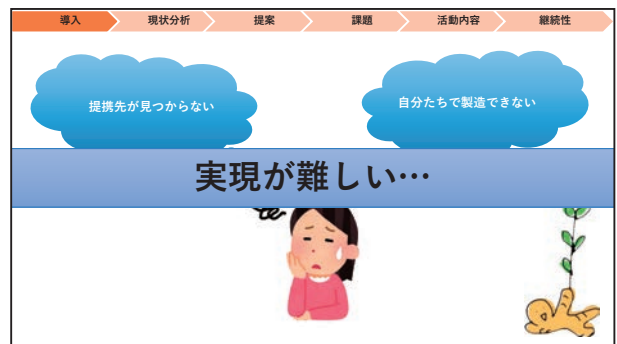 導入
現状分析
提案
課題
活動内容
継続性
提携先が見つからない
自分たちで製造できない
実現が難しい…